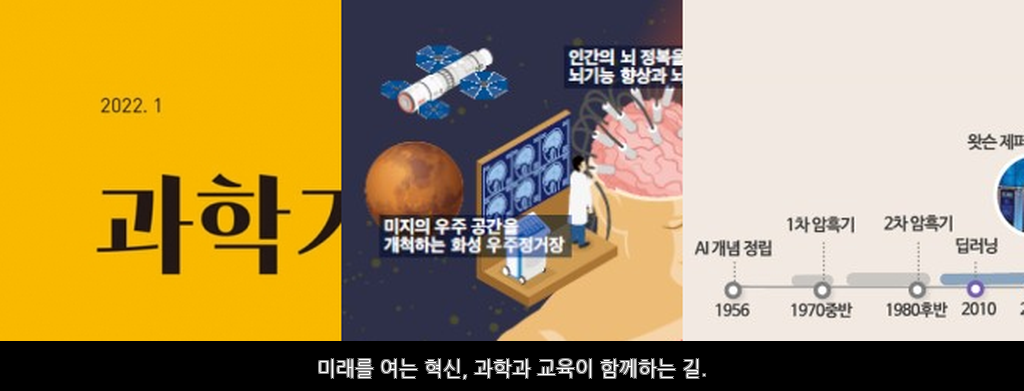 2022. 1
과학
인간의 뇌 정복을
뇌기능 향상과 뇌
미지의 우주 공간을
개척하는 화성 우주정거장
왓슨 제퍼
1차 암흑기
2차 암흑기
AI 개념 정립
딥러닝
1956
1970중반
1980후반
2010
2
미래를 여는 혁신, 과학과 교육이 함께하는 길.